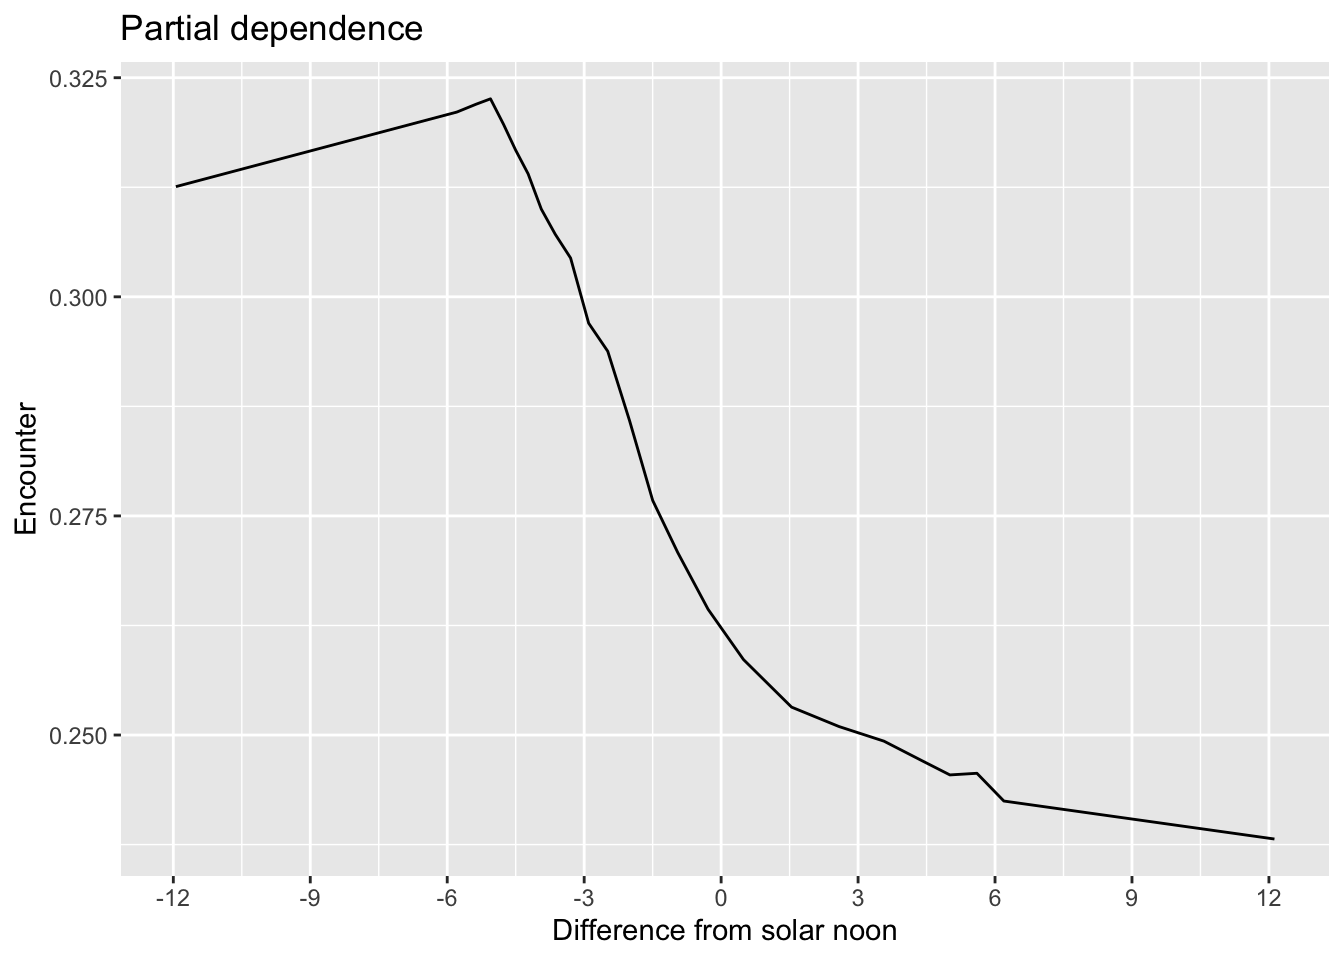 Partial dependence
0.325
0.300
0.275
0.250
Encounter
-12 -9 -6 -3 0 3 6 9 12
Difference from solar noon